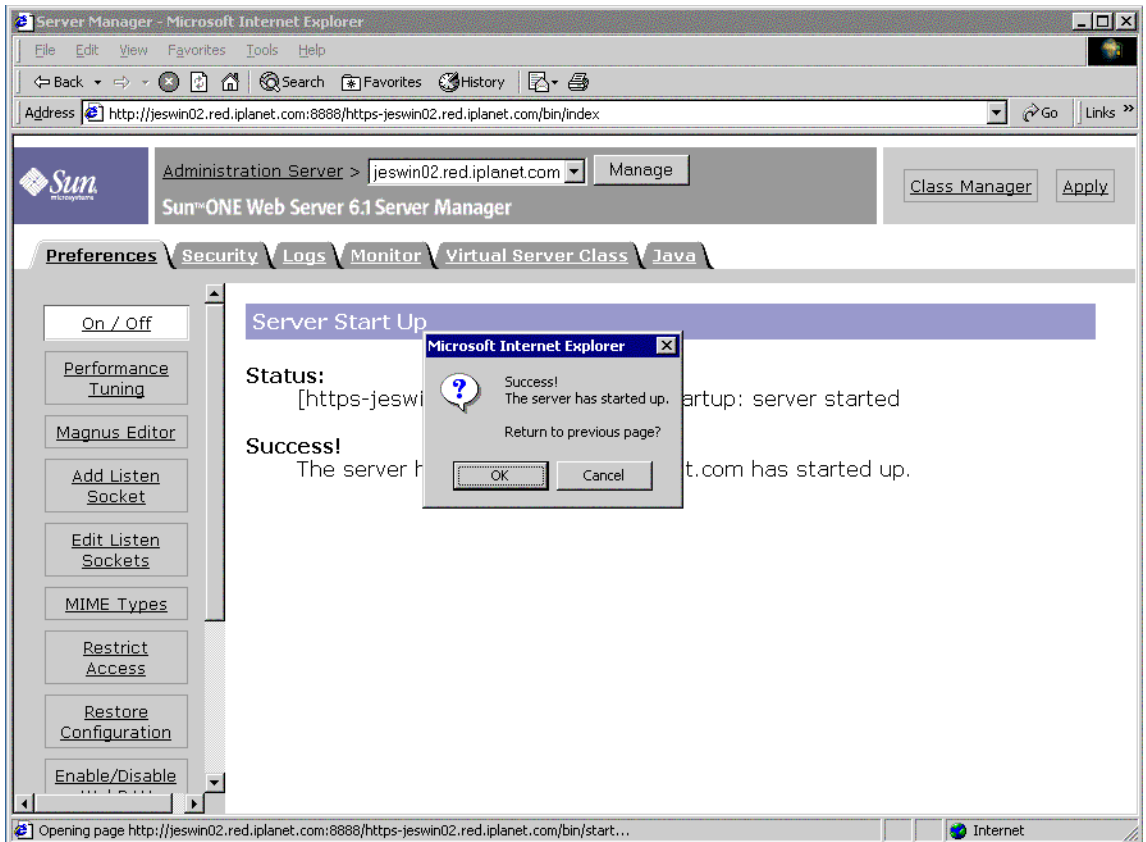 Server Manager - Microsoft Internet Explorer
File Edit View Favorites Tools Help
Back Search Favorites History
Address http://jeswin02.red.iplanet.com:8888/https-jeswin02.red.iplanet.com/bin/index Go Links »
Sun
microsystems
Administration Server > jeswin02.red.iplanet.com Manage
Sun™ONE Web Server 6.1 Server Manager
Class Manager Apply
Preferences Security Logs Monitor Virtual Server Class Java
On / Off
Performance
Tuning
Magnus Editor
Add Listen
Socket
Edit Listen
Sockets
MIME Types
Restrict
Access
Restore
Configuration
Enable/Disable
Server Start Up
Status:
[https-jeswi artup: server started
Success!
The server h t.com has started up.
Microsoft Internet Explorer
Success!
The server has started up.
Return to previous page?
OK Cancel
Opening page http://jeswin02.red.iplanet.com:8888/https-jeswin02.red.iplanet.com/bin/start...
Internet